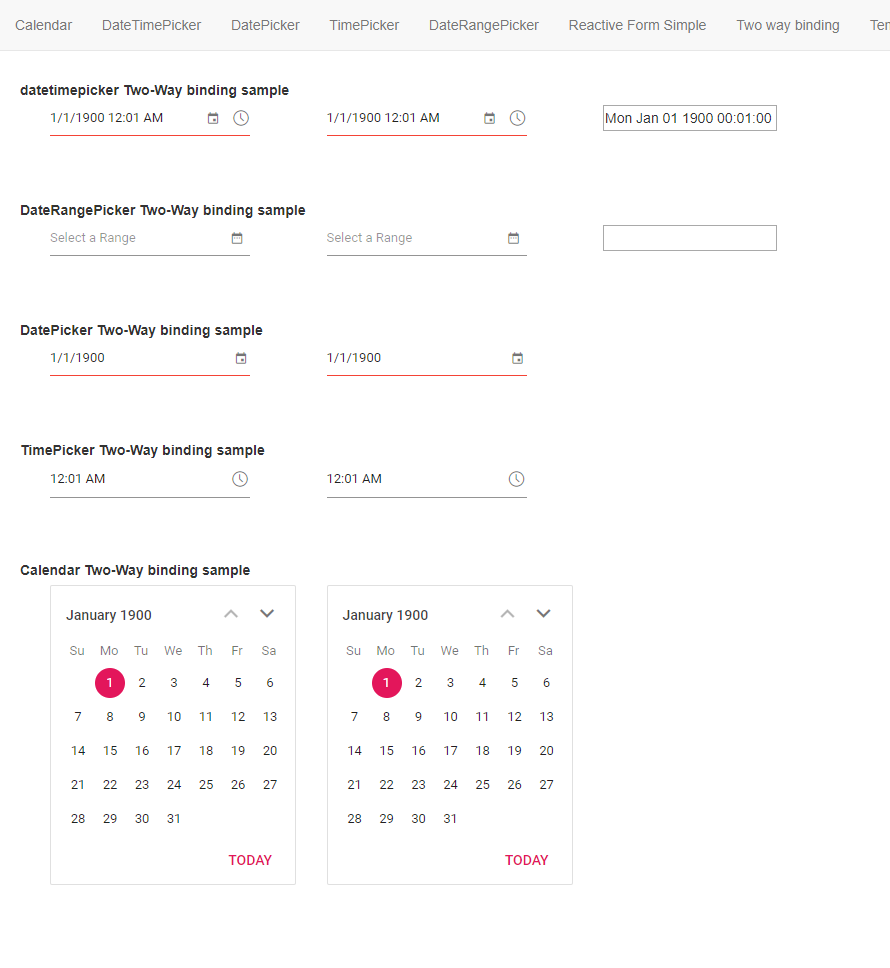 Calendar DateTimePicker DatePicker TimePicker DateRangePicker Reactive Form Simple Two way binding
datetimepicker Two-Way binding sample
1/1/1900 12:01 AM 1/1/1900 12:01 AM Mon Jan 01 1900 00:01:00
DateRangePicker Two-Way binding sample
Select a Range Select a Range
DatePicker Two-Way binding sample
1/1/1900 1/1/1900
TimePicker Two-Way binding sample
12:01 AM 12:01 AM
Calendar Two-Way binding sample
January 1900 January 1900
Su Mo Tu We Th Fr Sa Su Mo Tu We Th Fr Sa
1 2 3 4 5 6 1 2 3 4 5 6
7 8 9 10 11 12 13 7 8 9 10 11 12 13
14 15 16 17 18 19 20 14 15 16 17 18 19 20
21 22 23 24 25 26 27 21 22 23 24 25 26 27
28 29 30 31 28 29 30 31
TODAY TODAY